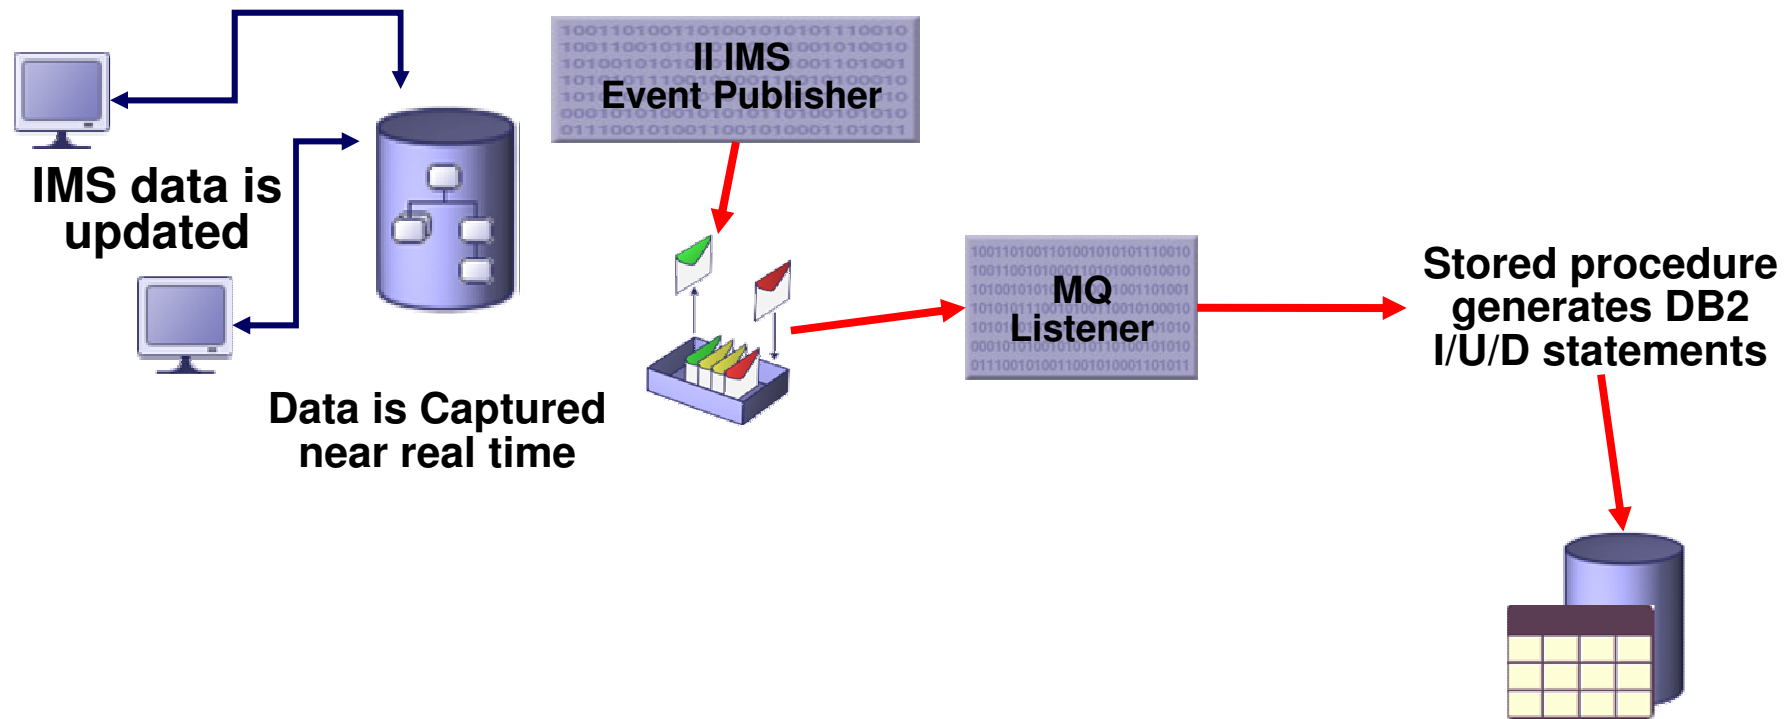 II IMS
Event Publisher
IMS data is
updated
Data is Captured
near real time
MQ
Listener
Stored procedure
generates DB2
I/U/D statements